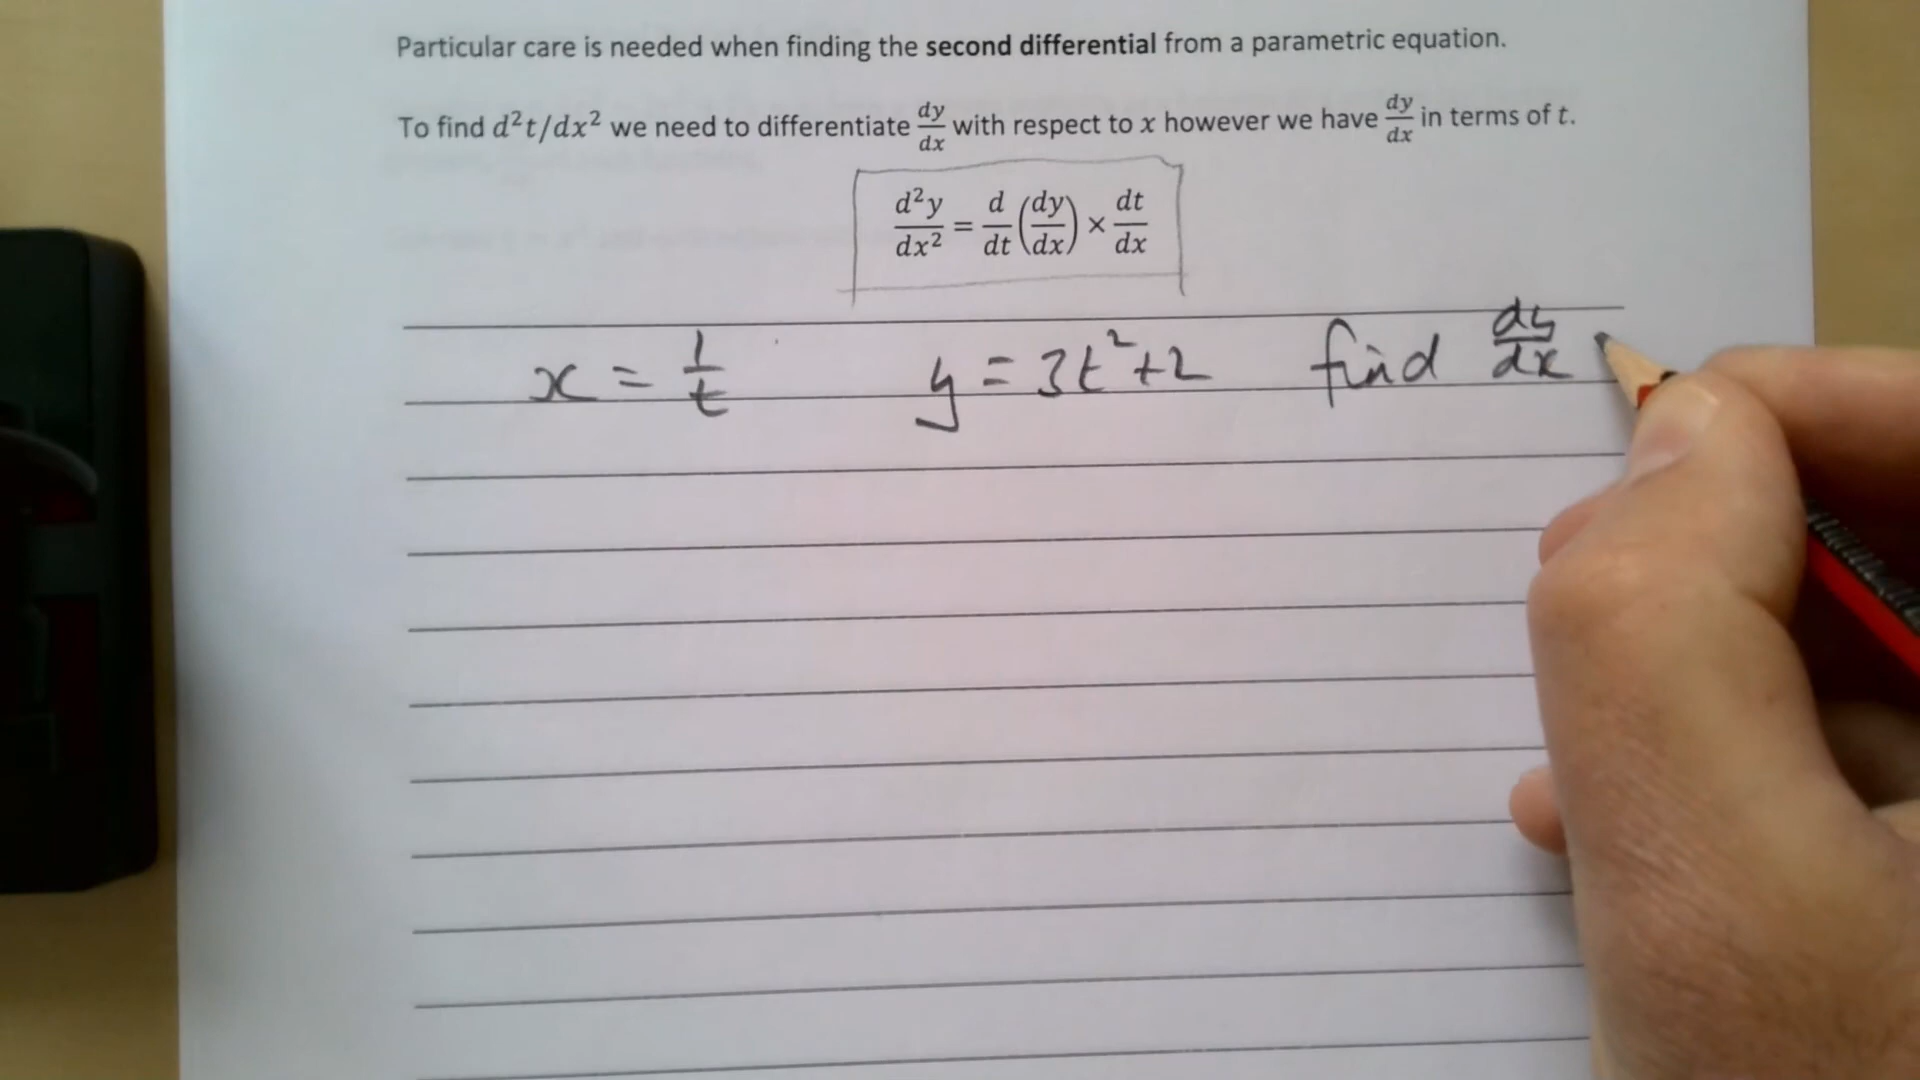 Particular care is needed when finding the second differential from a parametric equation.
To find d²t/dx² we need to differentiate dy/dx with respect to x however we have dy/dx in terms of t.
d²y/dx² = d/dt (dy/dx) × dt/dx
x = 1/t y = 3t²+2 find dy/dx